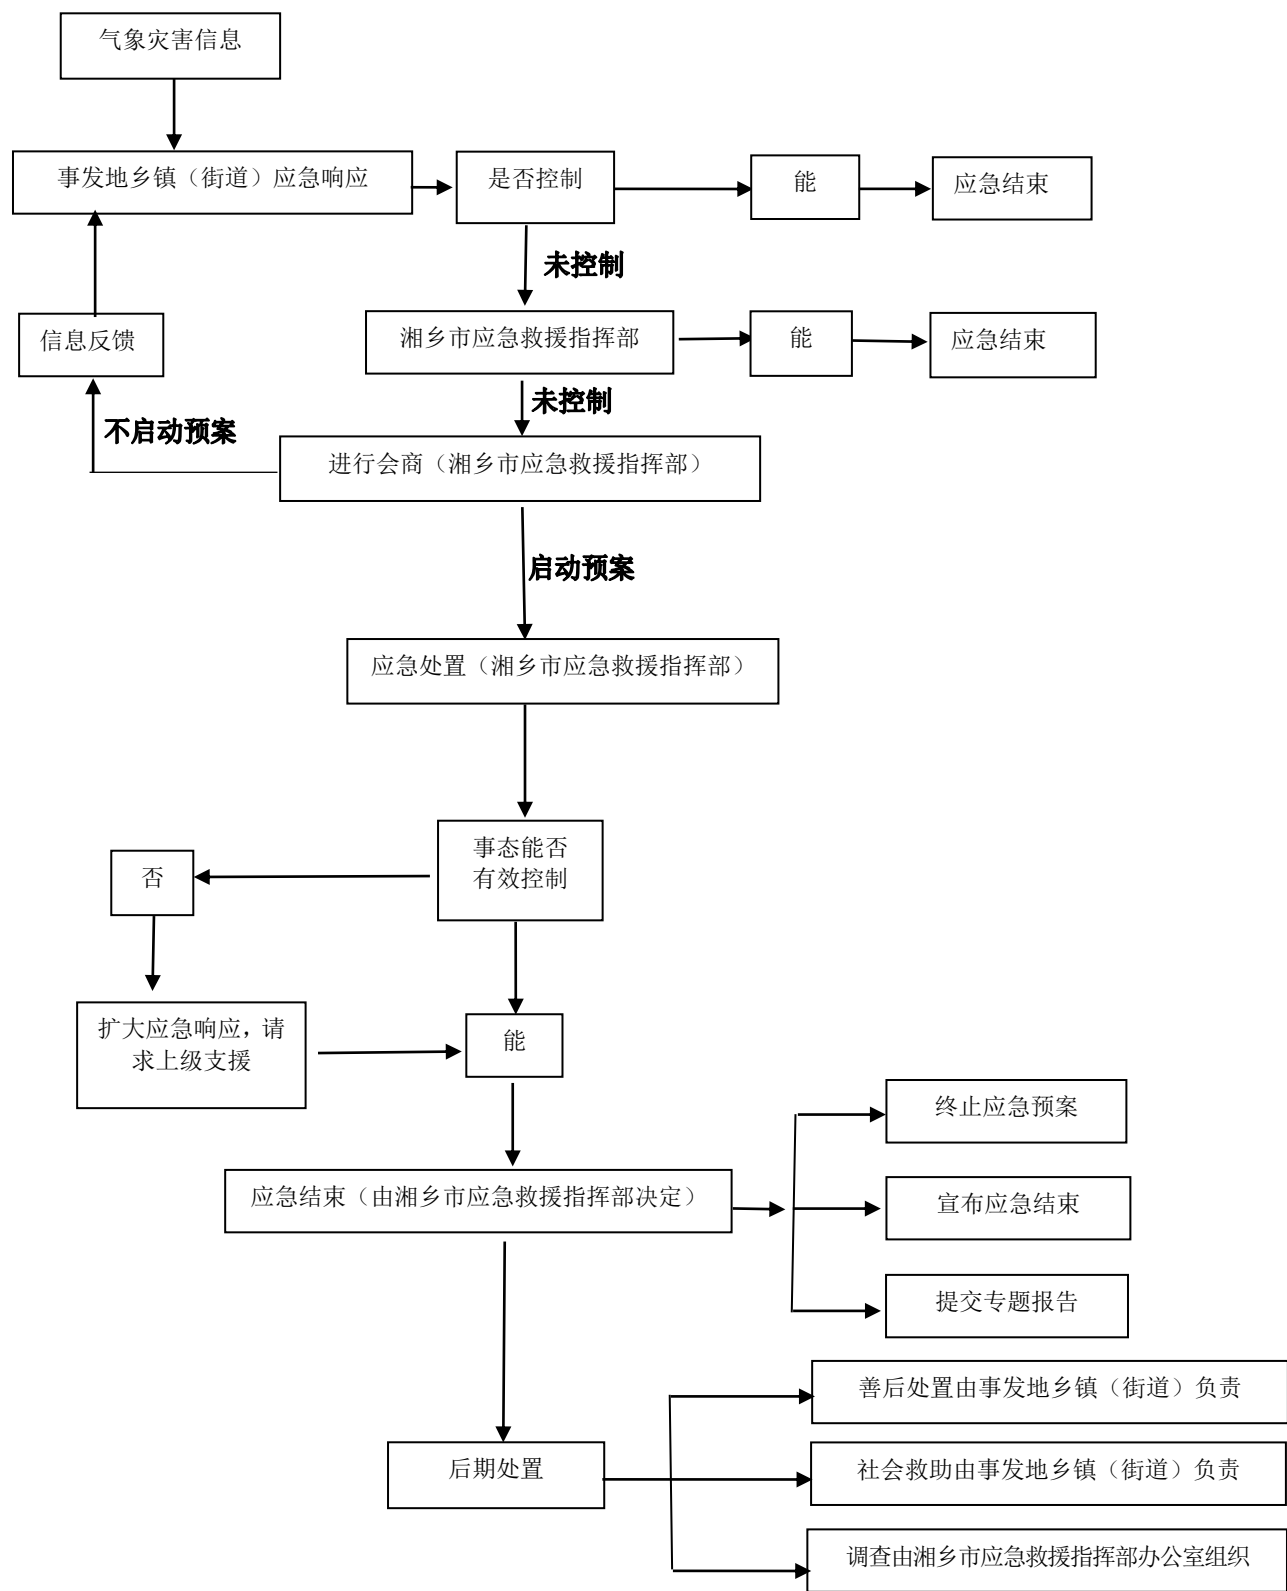 气象灾害信息
事发地乡镇（街道）应急响应
是否控制
能
应急结束
未控制
信息反馈
湘乡市应急救援指挥部
能
应急结束
未控制
不启动预案
进行会商（湘乡市应急救援指挥部）
启动预案
应急处置（湘乡市应急救援指挥部）
事态能否
有效控制
否
扩大应急响应，请
求上级支援
能
终止应急预案
应急结束（由湘乡市应急救援指挥部决定）
宣布应急结束
提交专题报告
善后处置由事发地乡镇（街道）负责
后期处置
社会救助由事发地乡镇（街道）负责
调查由湘乡市应急救援指挥部办公室组织